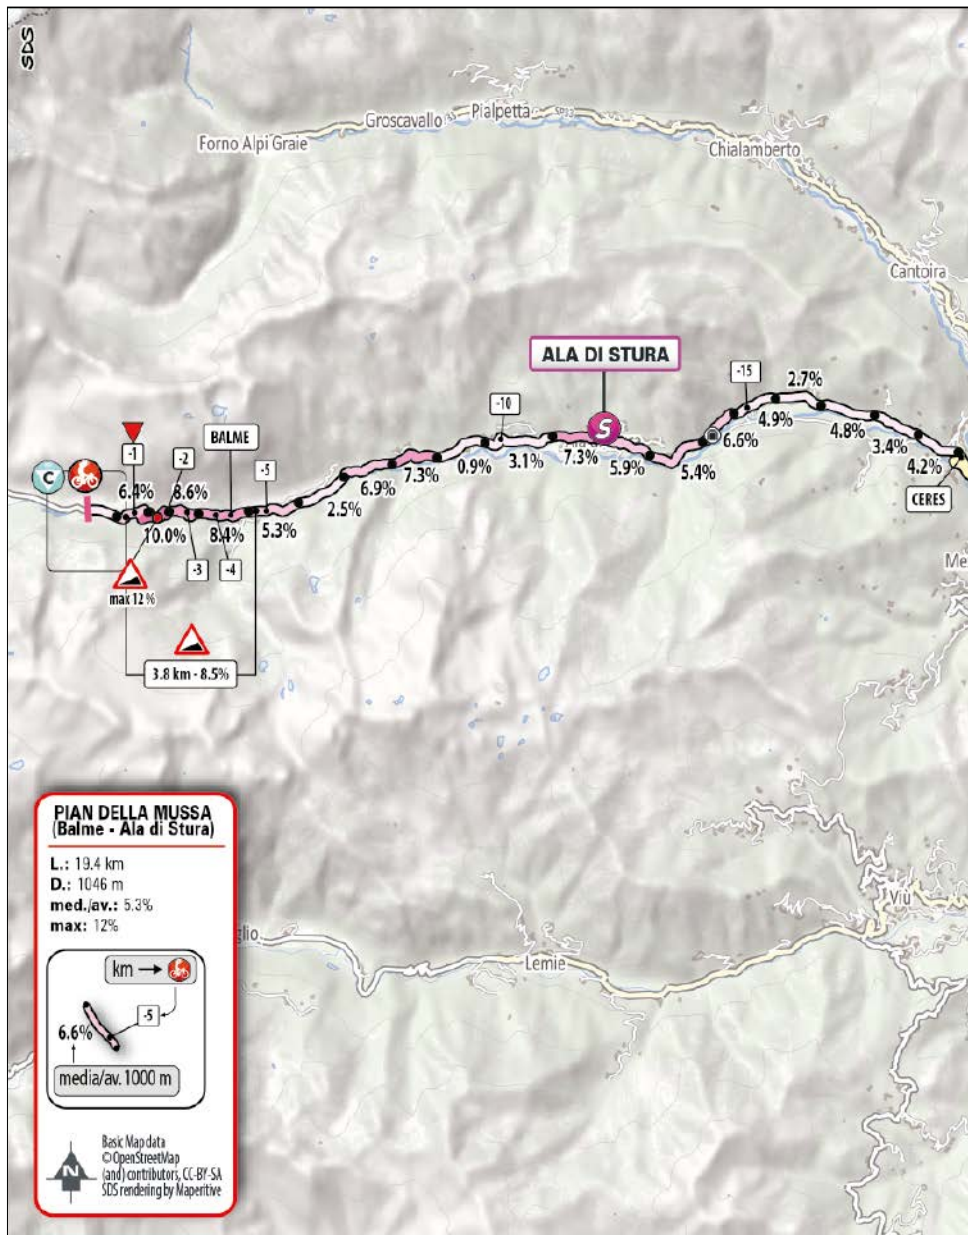 SDS
Forno Alpi Graie
Groscavallo
Pialpetta
SP33
Chialamberto
Cantoira
ALA DI STURA
S
-15
2.7%
4.9%
4.8%
3.4%
4.2%
6.6%
5.4%
CERES
-10
0.9%
3.1%
7.3%
5.9%
BALME
-5
7.3%
6.9%
2.5%
5.3%
C
-1
-2
6.4%
8.6%
10.0%
8.4%
-3
-4
max 12 %
3.8 km - 8.5%
Me
Viù
Lemie
glio
PIAN DELLA MUSSA
(Balme - Ala di Stura)
L.: 19.4 km
D.: 1046 m
med./av.: 5.3%
max: 12%
km
-5
6.6%
media/av. 1000 m
N
Basic Map data
© OpenStreetMap
(and) contributors, CC-BY-SA
SDS rendering by Maperitive